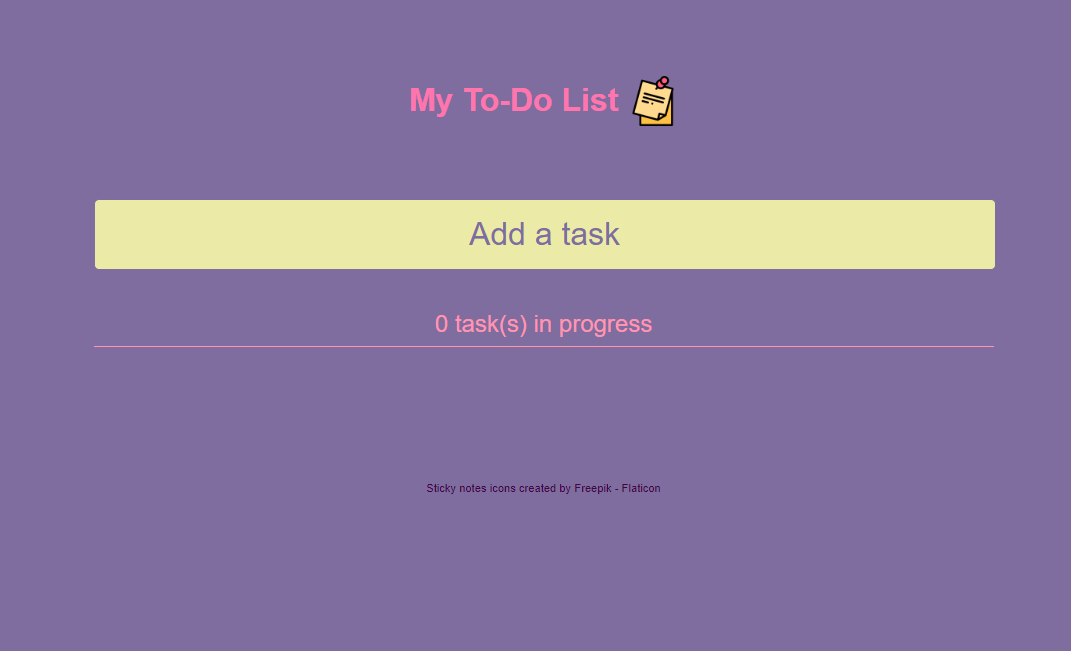 My To-Do List
Add a task
0 task(s) in progress
Sticky notes icons created by Freepik - Flaticon